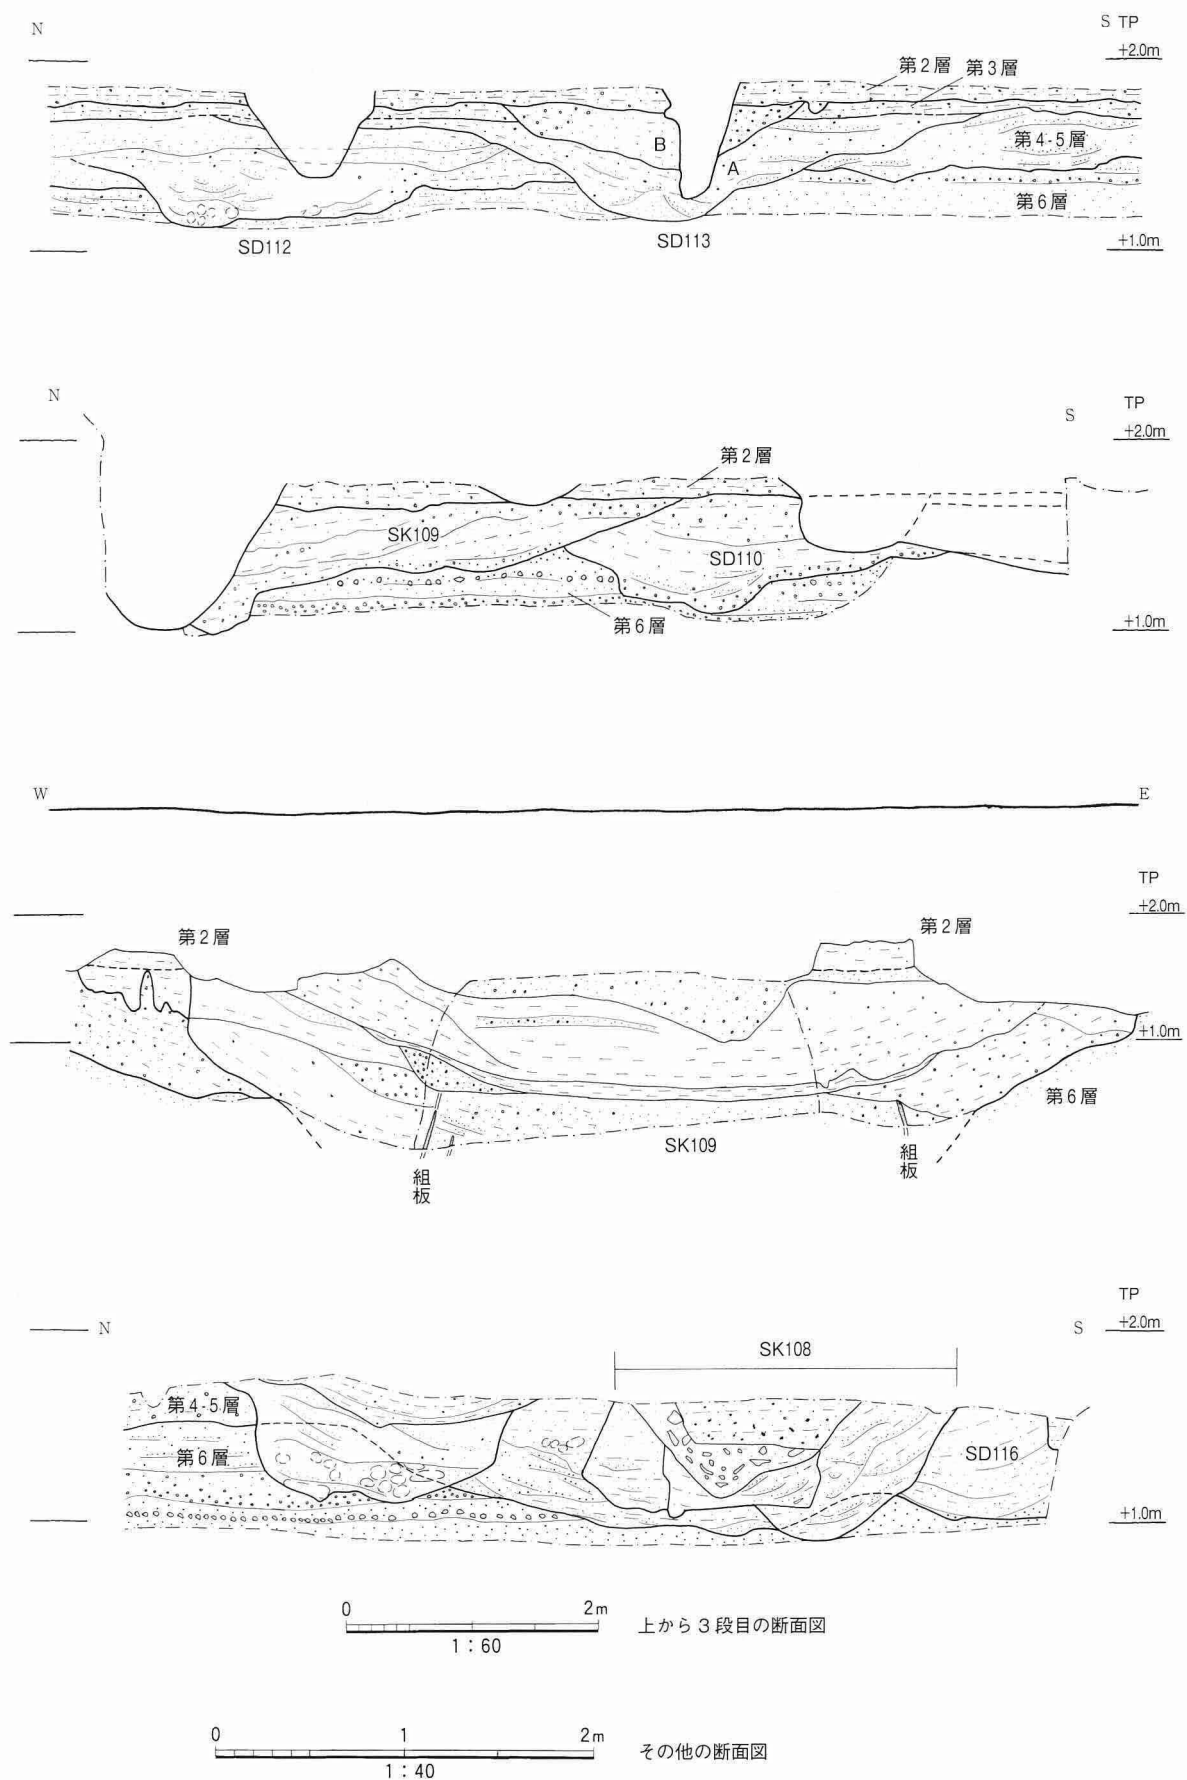 N
S TP
+2.0m
第2層 第3層
B
A
第4-5層
第6層
SD112
SD113
+1.0m
N
S
TP
+2.0m
第2層
SK109
SD110
第6層
+1.0m
W
E
TP
+2.0m
第2層
第2層
+1.0m
第6層
SK109
組板
組板
TP
N
S
+2.0m
SK108
第4-5層
第6層
SD116
+1.0m
0 2m
1：60
上から3段目の断面図
0 1 2m
1：40
その他の断面図